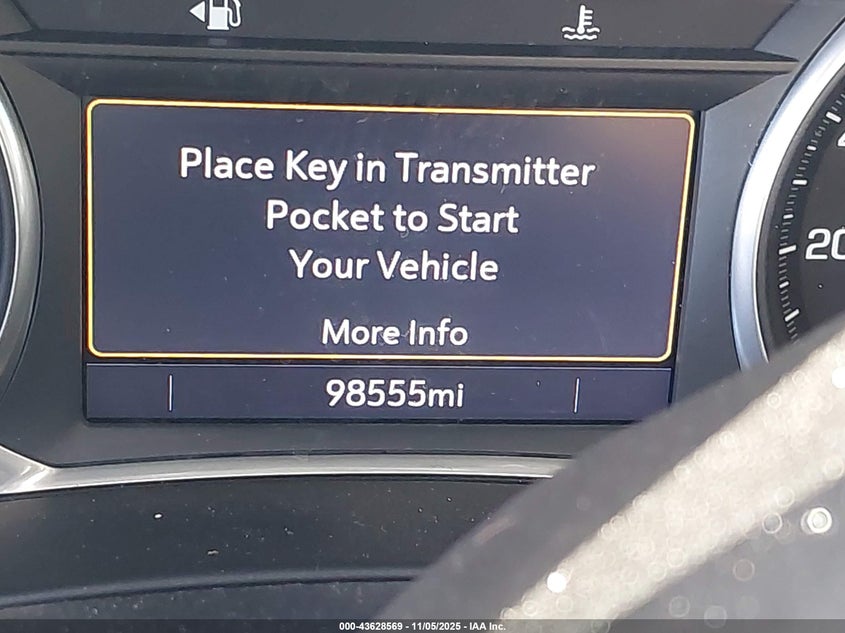 Place Key in Transmitter
Pocket to Start
Your Vehicle
More Info
98555mi
20
000-43628569 - 11/05/2025 - IAA Inc.